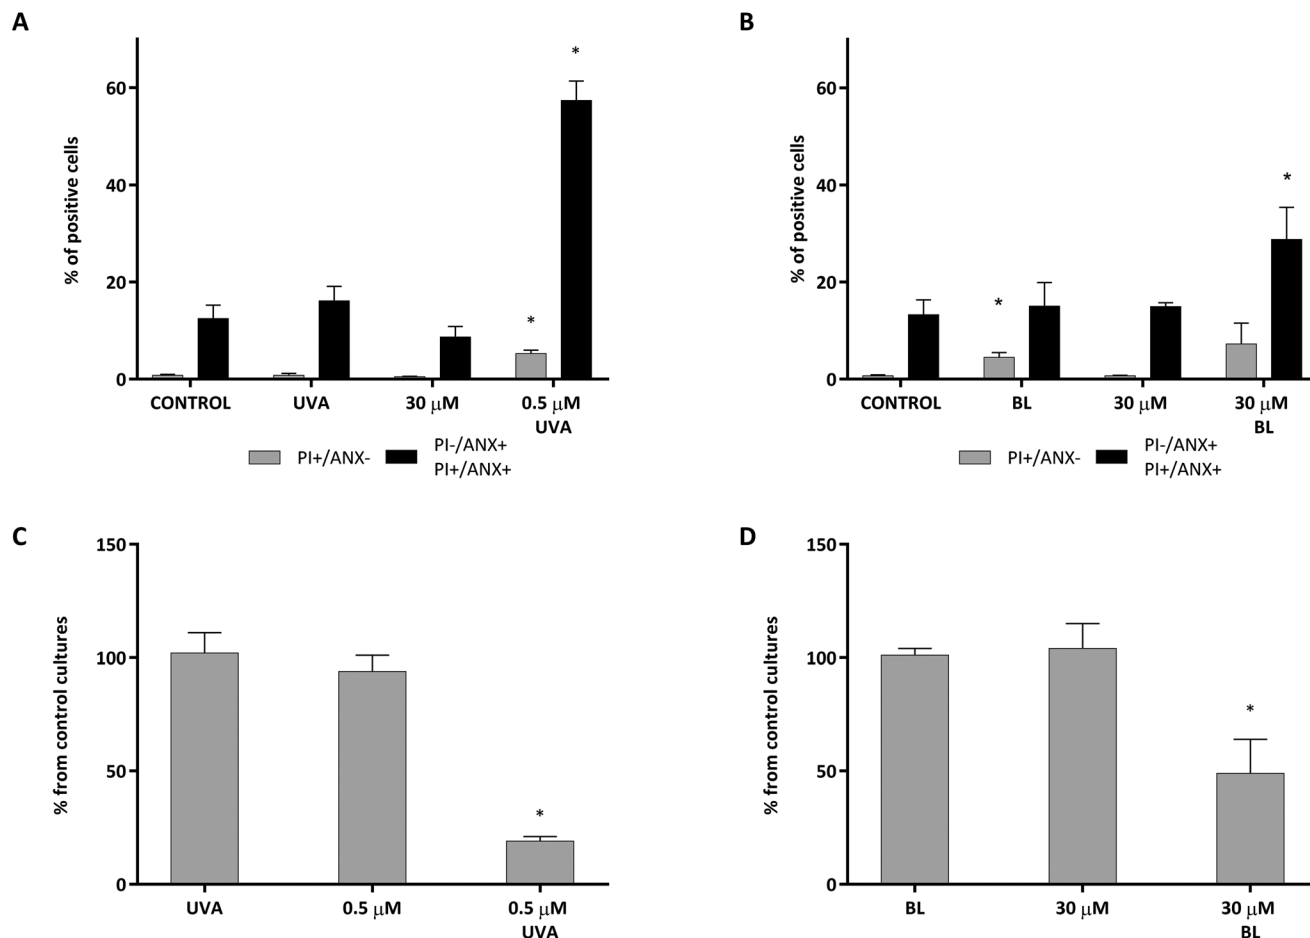 A
% of positive cells
60
40
20
0
*
*
CONTROL UVA 30 μM 0.5 μM
UVA
PI+/ANX- PI-/ANX+
PI+/ANX+
B
% of positive cells
60
40
20
0
*
*
CONTROL BL 30 μM 30 μM
BL
PI+/ANX- PI-/ANX+
PI+/ANX+
C
% from control cultures
150
100
50
0
*
UVA 0.5 μM 0.5 μM
UVA
D
% from control cultures
150
100
50
0
*
BL 30 μM 30 μM
BL